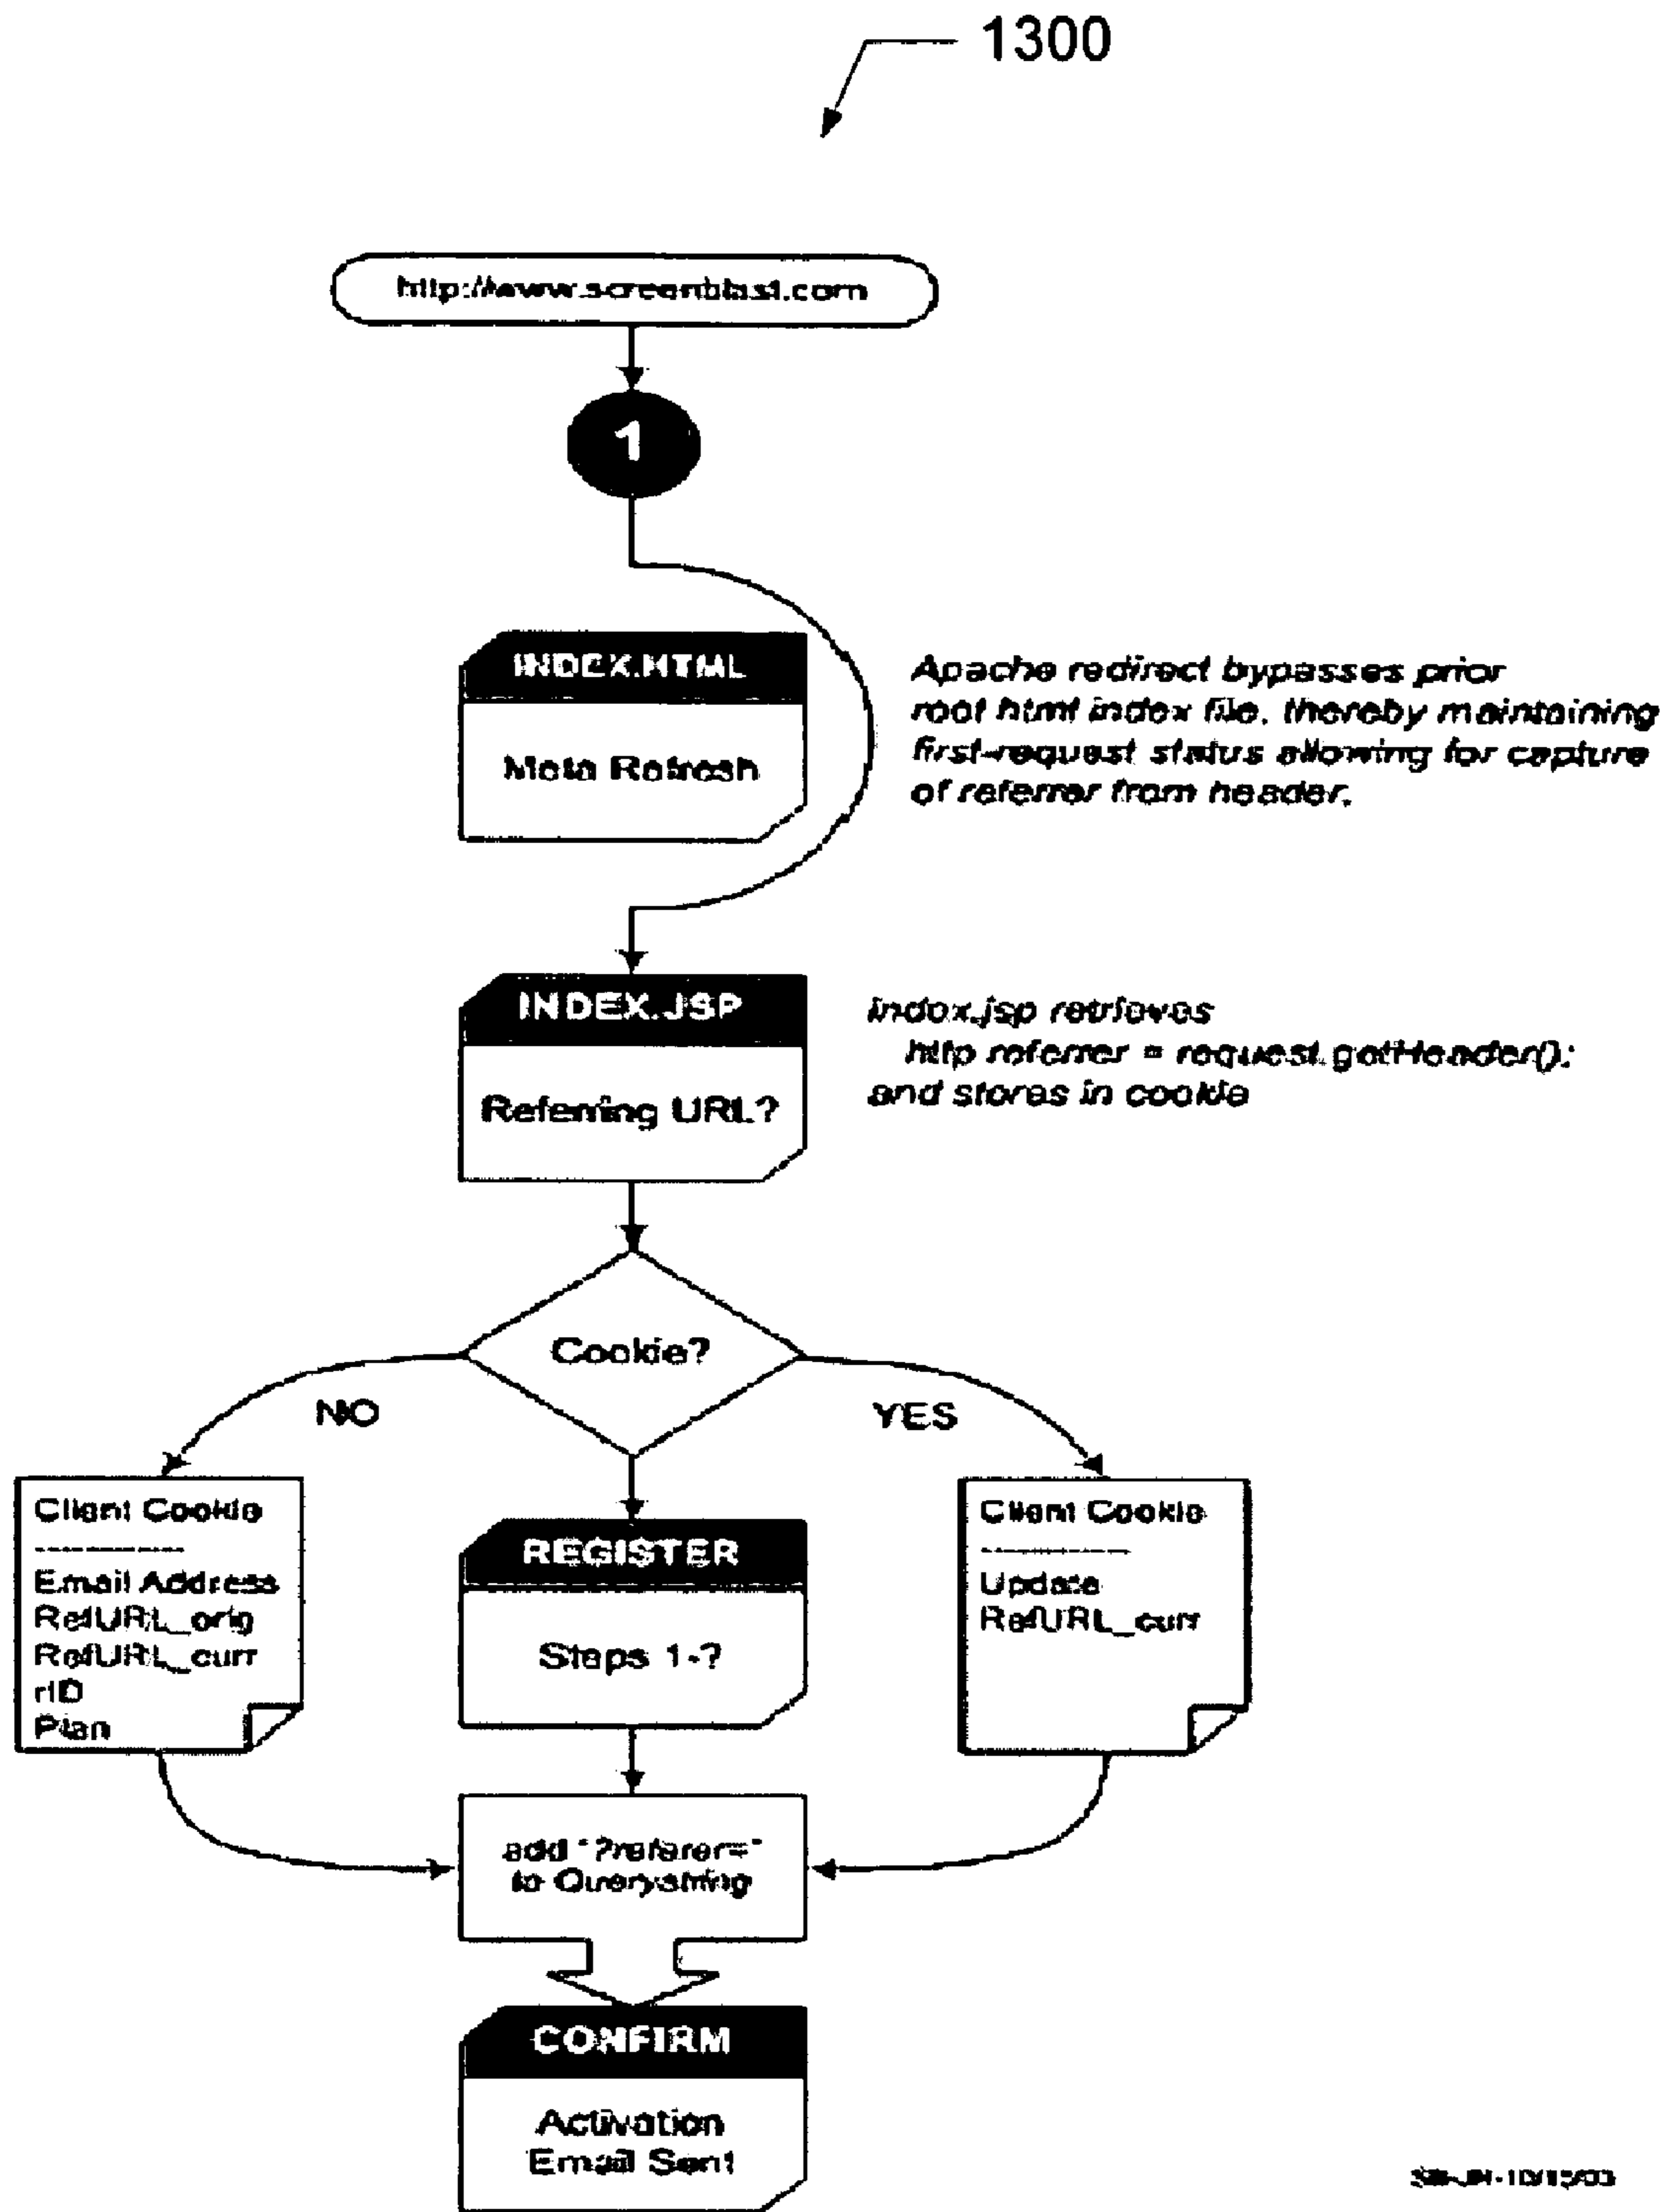 1300
http://www.screenblast.com
1
INDEX.HTML
Meta Refresh
Apache redirect bypasses prior
root html index file, thereby maintaining
first-request status allowing for capture
of referrer from header.
INDEX.JSP
Referring URL?
index.jsp retrieves
http referrer = request.getHeader();
and stores in cookie
Cookie?
NO
YES
Client Cookie
-----------
Email Address
RefURL_orig
RefURL_curr
rID
Plan
REGISTER
Steps 1-?
Client Cookie
-----------
Update
RefURL_curr
add "?referer="
to Querystring
CONFIRM
Activation
Email Sent